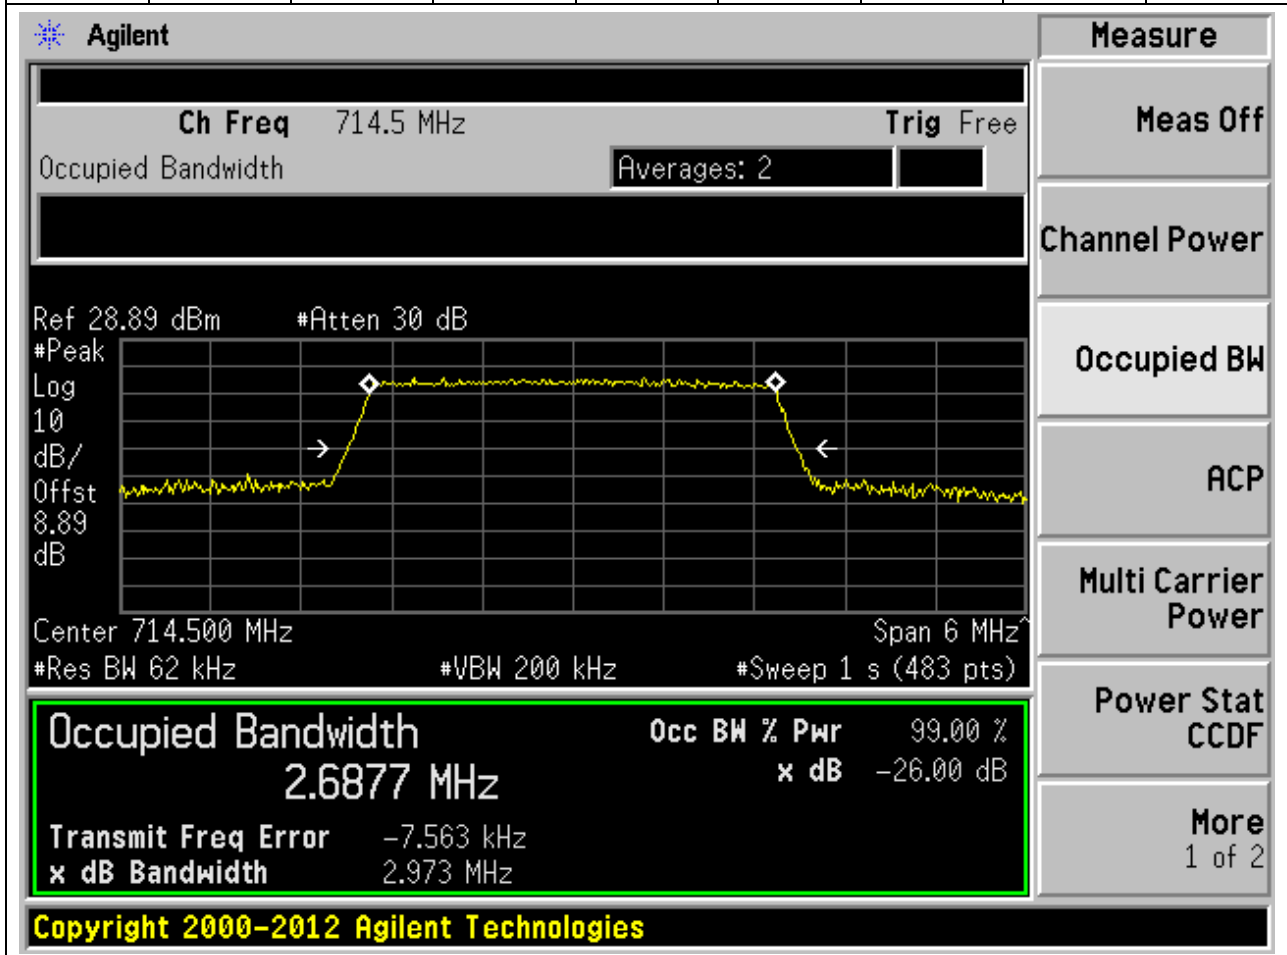 Agilent
Measure
Ch Freq 714.5 MHz Trig Free
Occupied Bandwidth Averages: 2
Meas Off
Channel Power
Occupied BW
ACP
Multi Carrier
Power
Power Stat
CCDF
More
1 of 2
Ref 28.89 dBm #Atten 30 dB
#Peak
Log
10
dB/
Offst
8.89
dB
Center 714.500 MHz Span 6 MHz^
#Res BW 62 kHz #VBW 200 kHz #Sweep 1 s (483 pts)
Occupied Bandwidth Occ BW % Pwr 99.00 %
2.6877 MHz x dB -26.00 dB
Transmit Freq Error -7.563 kHz
x dB Bandwidth 2.973 MHz
Copyright 2000-2012 Agilent Technologies